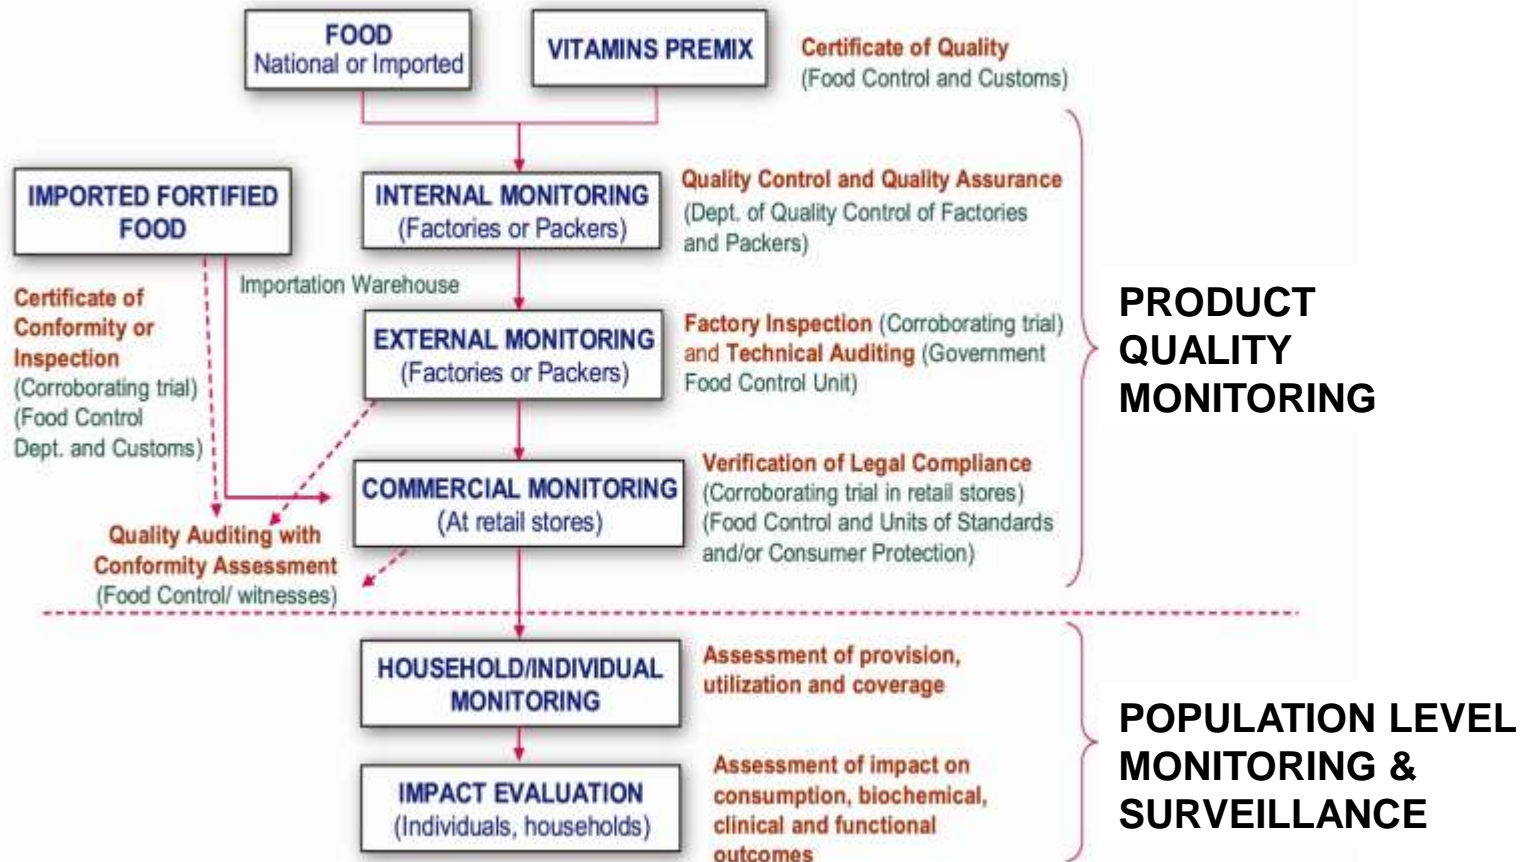 FOOD
National or Imported
VITAMINS PREMIX
Certificate of Quality
(Food Control and Customs)
IMPORTED FORTIFIED
FOOD
INTERNAL MONITORING
(Factories or Packers)
Quality Control and Quality Assurance
(Dept. of Quality Control of Factories
and Packers)
Importation Warehouse
Certificate of
Conformity or
Inspection
(Corroborating trial)
(Food Control
Dept. and Customs)
EXTERNAL MONITORING
(Factories or Packers)
Factory Inspection (Corroborating trial)
and Technical Auditing (Government
Food Control Unit)
PRODUCT
QUALITY
MONITORING
COMMERCIAL MONITORING
(At retail stores)
Verification of Legal Compliance
(Corroborating trial in retail stores)
(Food Control and Units of Standards
and/or Consumer Protection)
Quality Auditing with
Conformity Assessment
(Food Control/ witnesses)
HOUSEHOLD/INDIVIDUAL
MONITORING
Assessment of provision,
utilization and coverage
IMPACT EVALUATION
(Individuals, households)
Assessment of impact on
consumption, biochemical,
clinical and functional
outcomes
POPULATION LEVEL
MONITORING &
SURVEILLANCE